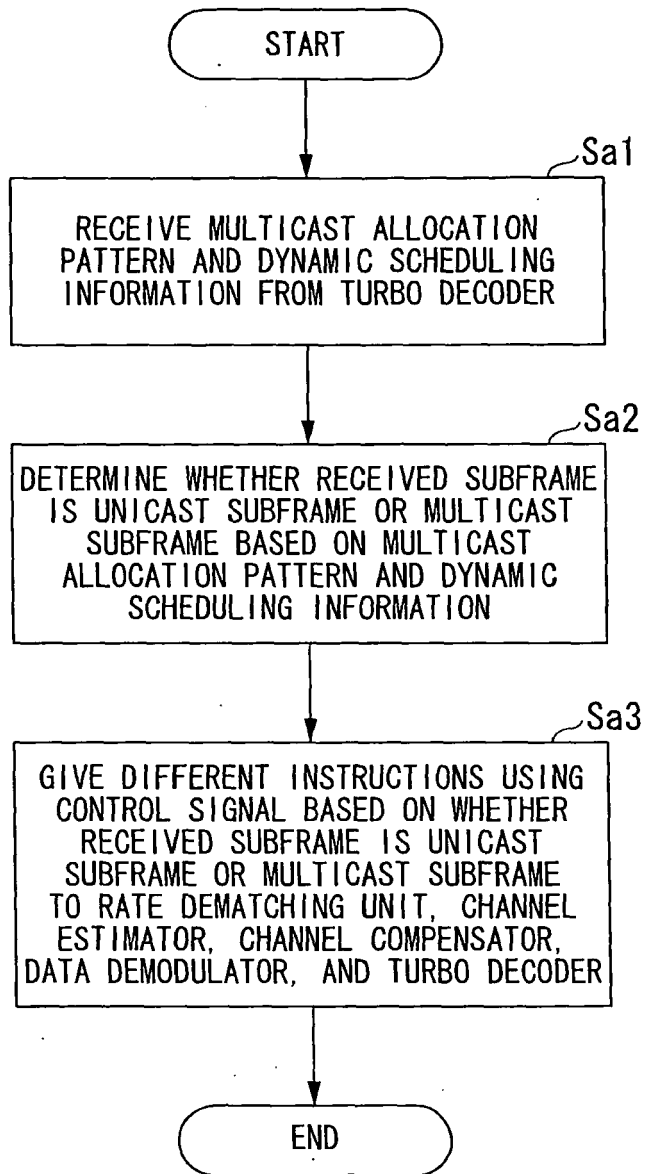 START
Sa1
RECEIVE MULTICAST ALLOCATION
PATTERN AND DYNAMIC SCHEDULING
INFORMATION FROM TURBO DECODER
Sa2
DETERMINE WHETHER RECEIVED SUBFRAME
IS UNICAST SUBFRAME OR MULTICAST
SUBFRAME BASED ON MULTICAST
ALLOCATION PATTERN AND DYNAMIC
SCHEDULING INFORMATION
Sa3
GIVE DIFFERENT INSTRUCTIONS USING
CONTROL SIGNAL BASED ON WHETHER
RECEIVED SUBFRAME IS UNICAST
SUBFRAME OR MULTICAST SUBFRAME
TO RATE DEMATCHING UNIT, CHANNEL
ESTIMATOR, CHANNEL COMPENSATOR,
DATA DEMODULATOR, AND TURBO DECODER
END